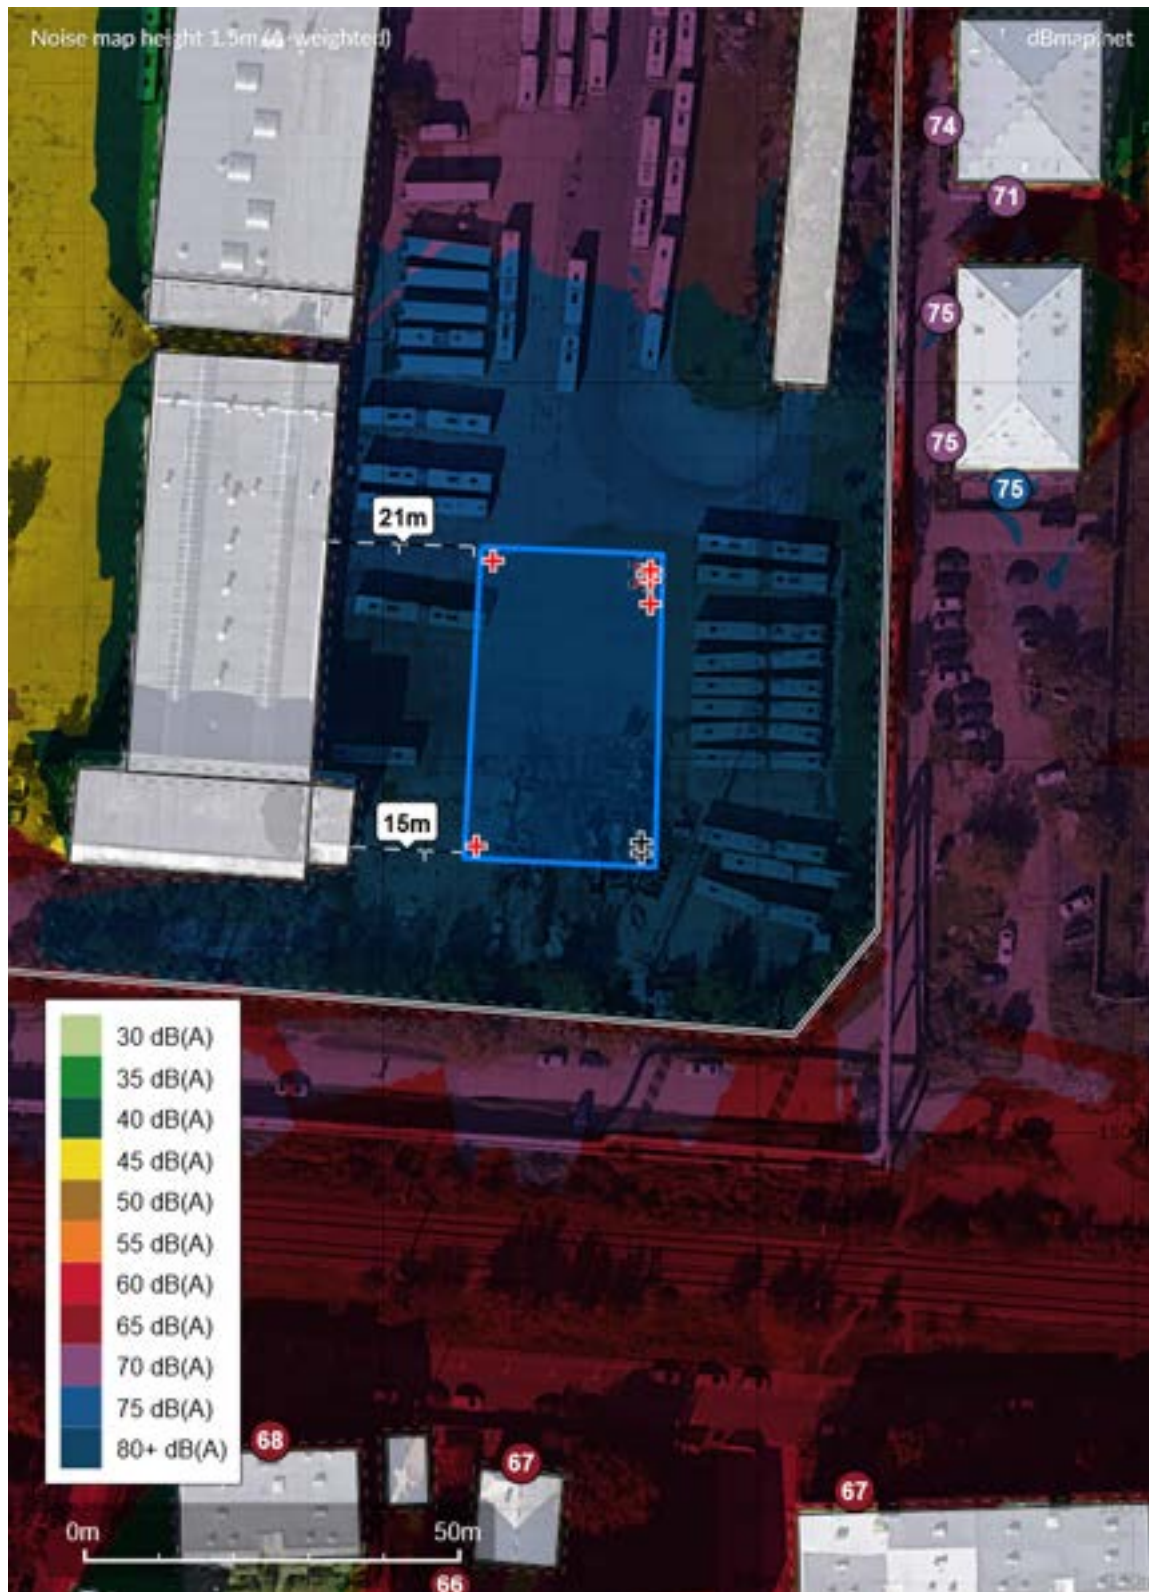 Noise map height 1.5m (A-weighted)
dBmap.net
74
71
75
75
75
21m
15m
30 dB(A)
35 dB(A)
40 dB(A)
45 dB(A)
50 dB(A)
55 dB(A)
60 dB(A)
65 dB(A)
70 dB(A)
75 dB(A)
80+ dB(A)
68
67
67
0m
50m
66